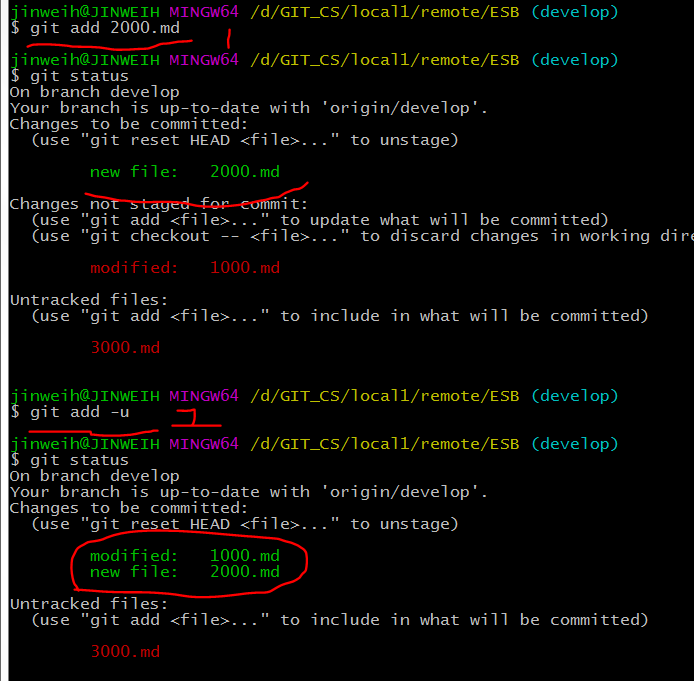 jinweih@JINWEIH MINGW64 /d/GIT_CS/local1/remote/ESB (develop)
$ git add 2000.md
jinweih@JINWEIH MINGW64 /d/GIT_CS/local1/remote/ESB (develop)
$ git status
On branch develop
Your branch is up-to-date with 'origin/develop'.
Changes to be committed:
(use "git reset HEAD <file>..." to unstage)
new file: 2000.md
Changes not staged for commit:
(use "git add <file>..." to update what will be committed)
(use "git checkout -- <file>..." to discard changes in working dire
modified: 1000.md
Untracked files:
(use "git add <file>..." to include in what will be committed)
3000.md
jinweih@JINWEIH MINGW64 /d/GIT_CS/local1/remote/ESB (develop)
$ git add -u
jinweih@JINWEIH MINGW64 /d/GIT_CS/local1/remote/ESB (develop)
$ git status
On branch develop
Your branch is up-to-date with 'origin/develop'.
Changes to be committed:
(use "git reset HEAD <file>..." to unstage)
modified: 1000.md
new file: 2000.md
Untracked files:
(use "git add <file>..." to include in what will be committed)
3000.md